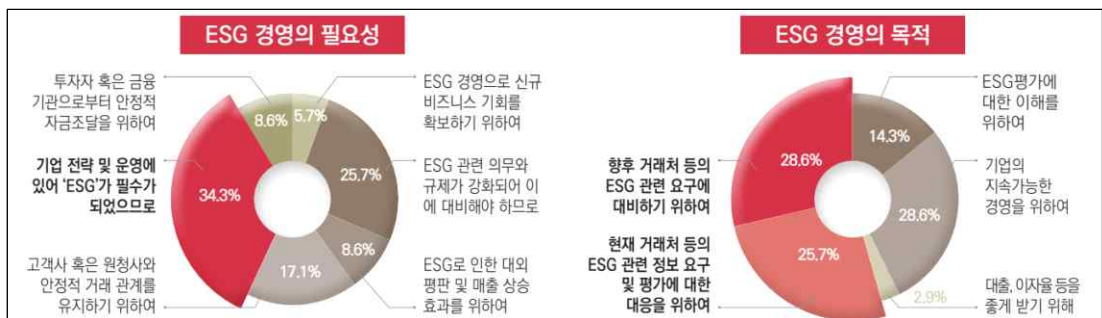 ESG 경영의 필요성
투자자 혹은 금융
기관으로부터 안정적
자금조달을 위하여
8.6%
5.7%
ESG 경영으로 신규
비즈니스 기회를
확보하기 위하여
기업 전략 및 운영에
있어 'ESG'가 필수가
되었으므로
34.3%
25.7%
ESG 관련 의무와
규제가 강화되어 이
에 대비해야 하므로
고객사 혹은 원청사와
안정적 거래 관계를
유지하기 위하여
17.1%
8.6%
ESG로 인한 대외
평판 및 매출 상승
효과를 위하여
ESG 경영의 목적
ESG평가에
대한 이해를
위하여
14.3%
향후 거래처 등의
ESG 관련 요구에
대비하기 위하여
28.6%
28.6%
기업의
지속가능한
경영을 위하여
현재 거래처 등의
ESG 관련 정보 요구
및 평가에 대한
대응을 위하여
25.7%
2.9%
대출, 이자율 등을
좋게 받기 위해